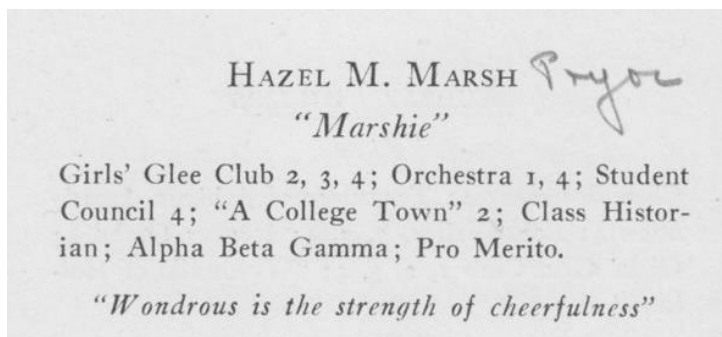 HAZEL M. MARSH Pryor
"Marshie"
Girls' Glee Club 2, 3, 4; Orchestra 1, 4; Student
Council 4; "A College Town" 2; Class Histor-
ian; Alpha Beta Gamma; Pro Merito.
"Wondrous is the strength of cheerfulness"